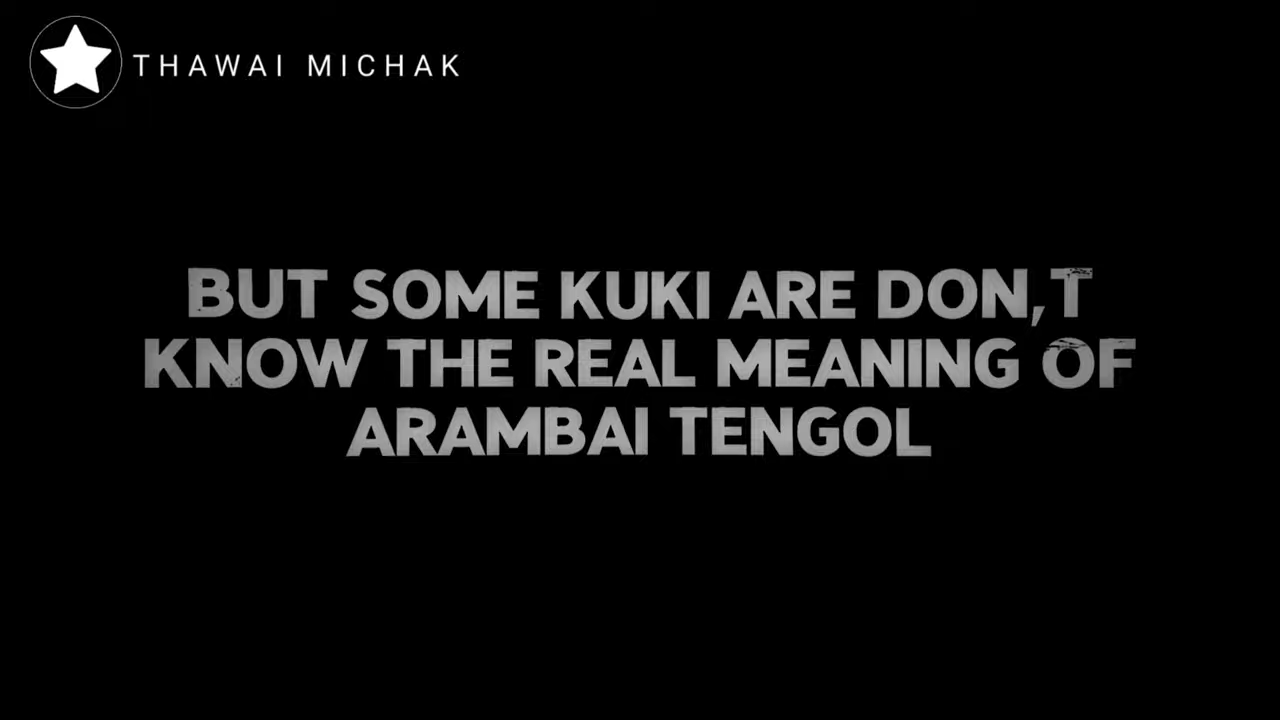 THAWAI MICHAK
BUT SOME KUKI ARE DON,T
KNOW THE REAL MEANING OF
ARAMBAI TENGOL